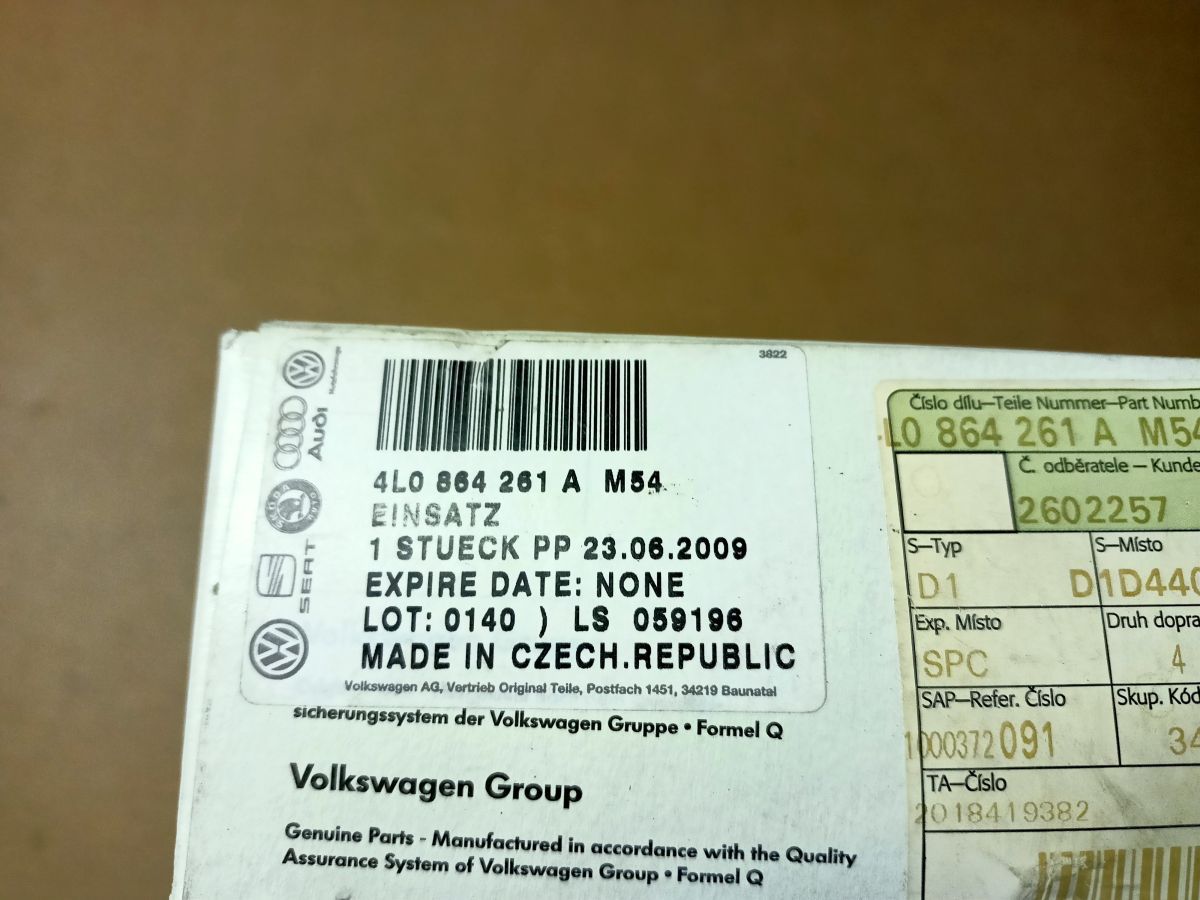 3822
Audi
SEAT
4L0 864 261 A M54
EINSATZ
1 STUECK PP 23.06.2009
EXPIRE DATE: NONE
LOT: 0140 ) LS 059196
MADE IN CZECH.REPUBLIC
Volkswagen AG, Vertrieb Original Teile, Postfach 1451, 34219 Baunatal
sicherungssystem der Volkswagen Gruppe • Formel Q
Volkswagen Group
Genuine Parts - Manufactured in accordance with the Quality
Assurance System of Volkswagen Group • Formel Q
Číslo dílu—Teile Nummer—Part Numb
L0 864 261 A M54
Č. odběratele — Kunde
2602257
S—Typ
S—Místo
D1
D1D440
Exp. Místo
Druh dopra
SPC
4
SAP—Refer. Číslo
Skup. Kód
1000372 091
34
TA—Číslo
2018419382